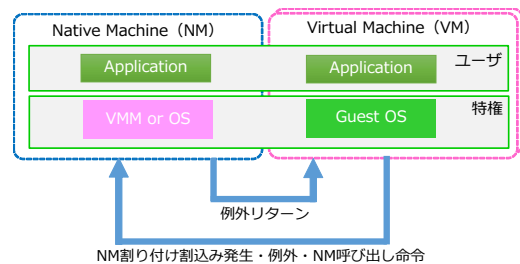 Native Machine（NM）
Virtual Machine（VM）
ユーザ
Application
Application
特権
VMM or OS
Guest OS
例外リターン
NM割り付け割込み発生・例外・NM呼び出し命令